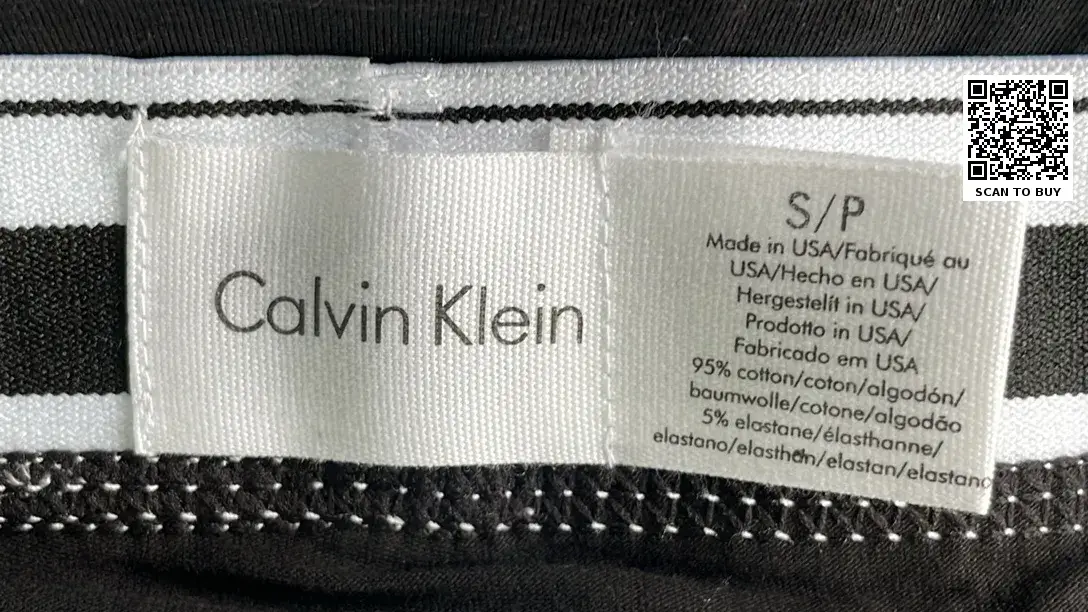 SCAN TO BUY
Calvin Klein
S/P
Made in USA/Fabriqué au
USA/Hecho en USA/
Hergestelít in USA/
Prodotto in USA/
Fabricado em USA
95% cotton/coton/algodón/
baumwolle/cotone/algodão
5% elastane/élasthanne/
elastano/elasthan/elastan/elastano